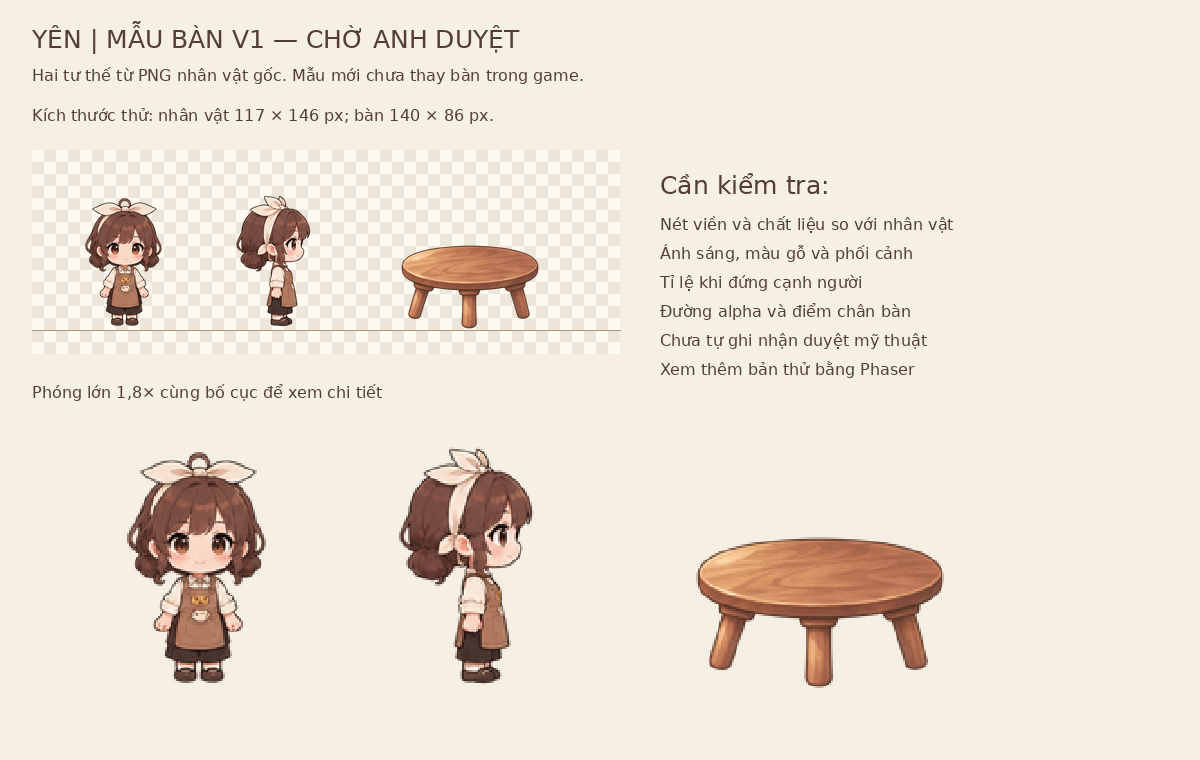 YÊN | MẪU BÀN V1 — CHỜ ANH DUYỆT
Hai tư thế từ PNG nhân vật gốc. Mẫu mới chưa thay bàn trong game.
Kích thước thử: nhân vật 117 × 146 px; bàn 140 × 86 px.
Cần kiểm tra:
Nét viền và chất liệu so với nhân vật
Ánh sáng, màu gỗ và phối cảnh
Tỉ lệ khi đứng cạnh người
Đường alpha và điểm chân bàn
Chưa tự ghi nhận duyệt mỹ thuật
Xem thêm bản thử bằng Phaser
Phóng lớn 1,8× cùng bố cục để xem chi tiết